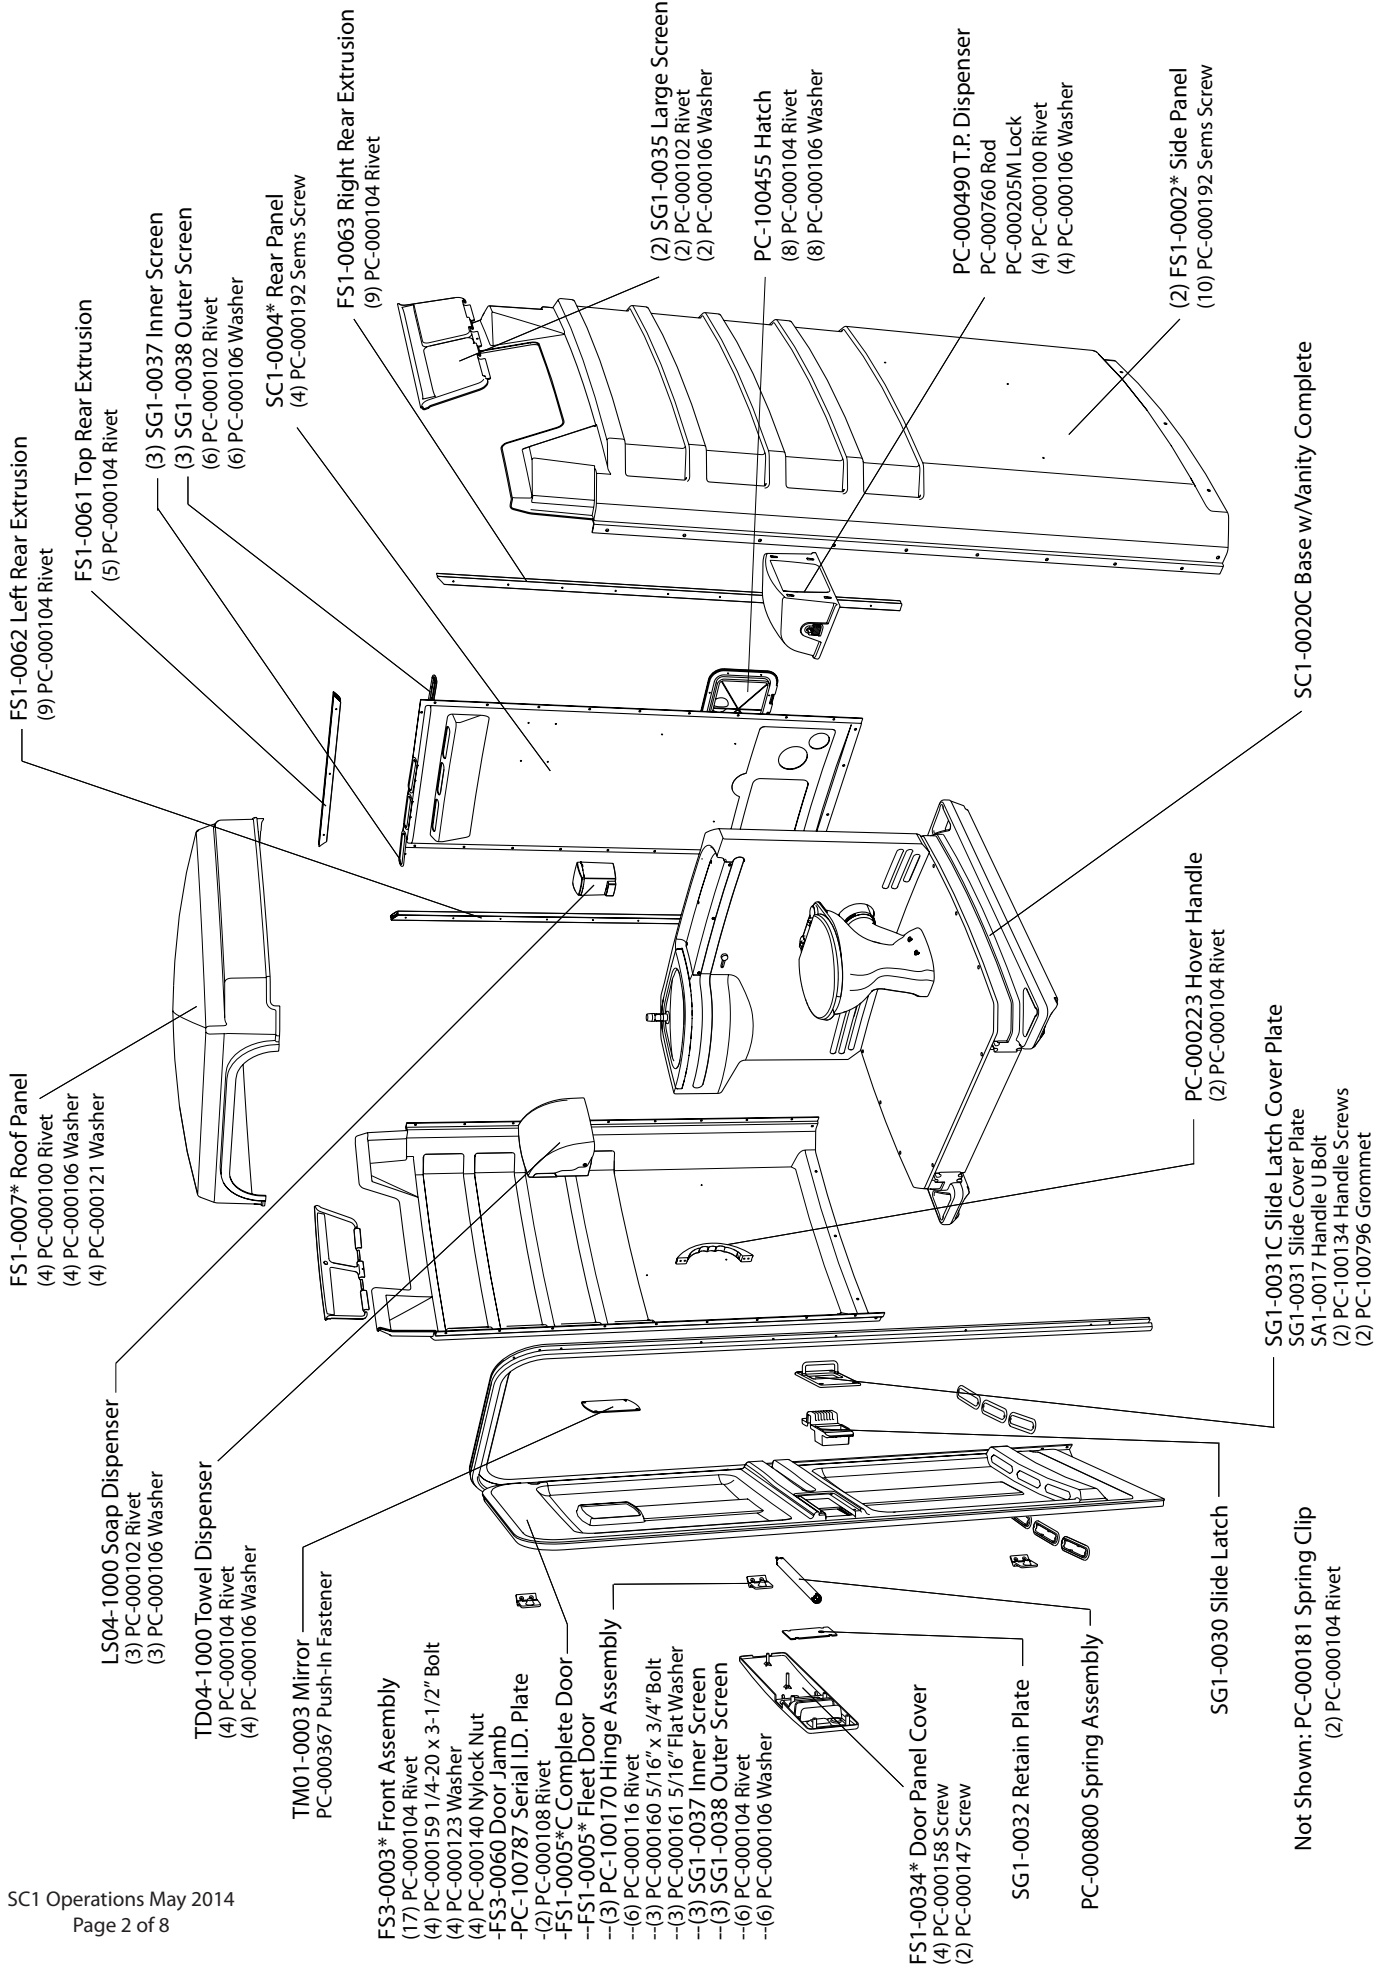 SC1 Operations May 2014
Page 2 of 8
FS1-0007* Roof Panel
(4) PC-000100 Rivet
(4) PC-000106 Washer
(4) PC-000121 Washer
FS1-0062 Left Rear Extrusion
(9) PC-000104 Rivet
FS1-0061 Top Rear Extrusion
(5) PC-000104 Rivet
(3) SG1-0037 Inner Screen
(3) SG1-0038 Outer Screen
(6) PC-000102 Rivet
(6) PC-000106 Washer
SC1-0004* Rear Panel
(4) PC-000192 Sems Screw
FS1-0063 Right Rear Extrusion
(9) PC-000104 Rivet
(2) SG1-0035 Large Screen
(2) PC-000102 Rivet
(2) PC-000106 Washer
PC-100455 Hatch
(8) PC-000104 Rivet
(8) PC-000106 Washer
PC-000490 T.P. Dispenser
PC-000760 Rod
PC-000205M Lock
(4) PC-000100 Rivet
(4) PC-000106 Washer
(2) FS1-0002* Side Panel
(10) PC-000192 Sems Screw
SC1-0020C Base w/Vanity Complete
PC-000223 Hover Handle
(2) PC-000104 Rivet
SG1-0031C Slide Latch Cover Plate
SG1-0031 Slide Cover Plate
SA1-0017 Handle U Bolt
(2) PC-100134 Handle Screws
(2) PC-100796 Grommet
LS04-1000 Soap Dispenser
(3) PC-000102 Rivet
(3) PC-000106 Washer
TD04-1000 Towel Dispenser
(4) PC-000104 Rivet
(4) PC-000106 Washer
TM01-0003 Mirror
PC-000367 Push-In Fastener
FS3-0003* Front Assembly
(17) PC-000104 Rivet
(4) PC-000159 1/4-20 x 3-1/2” Bolt
(4) PC-000123 Washer
(4) PC-000140 Nylock Nut
-FS3-0060 Door Jamb
-PC-100787 Serial I.D. Plate
-(2) PC-000108 Rivet
-FS1-0005*C Complete Door
--FS1-0005* Fleet Door
--(3) PC-100170 Hinge Assembly
--(6) PC-000116 Rivet
--(3) PC-000160 5/16” x 3/4” Bolt
--(3) PC-000161 5/16” Flat Washer
--(3) SG1-0037 Inner Screen
--(3) SG1-0038 Outer Screen
--(6) PC-000104 Rivet
--(6) PC-000106 Washer
FS1-0034* Door Panel Cover
(4) PC-000158 Screw
(2) PC-000147 Screw
SG1-0032 Retain Plate
PC-000800 Spring Assembly
SG1-0030 Slide Latch
Not Shown: PC-000181 Spring Clip
(2) PC-000104 Rivet